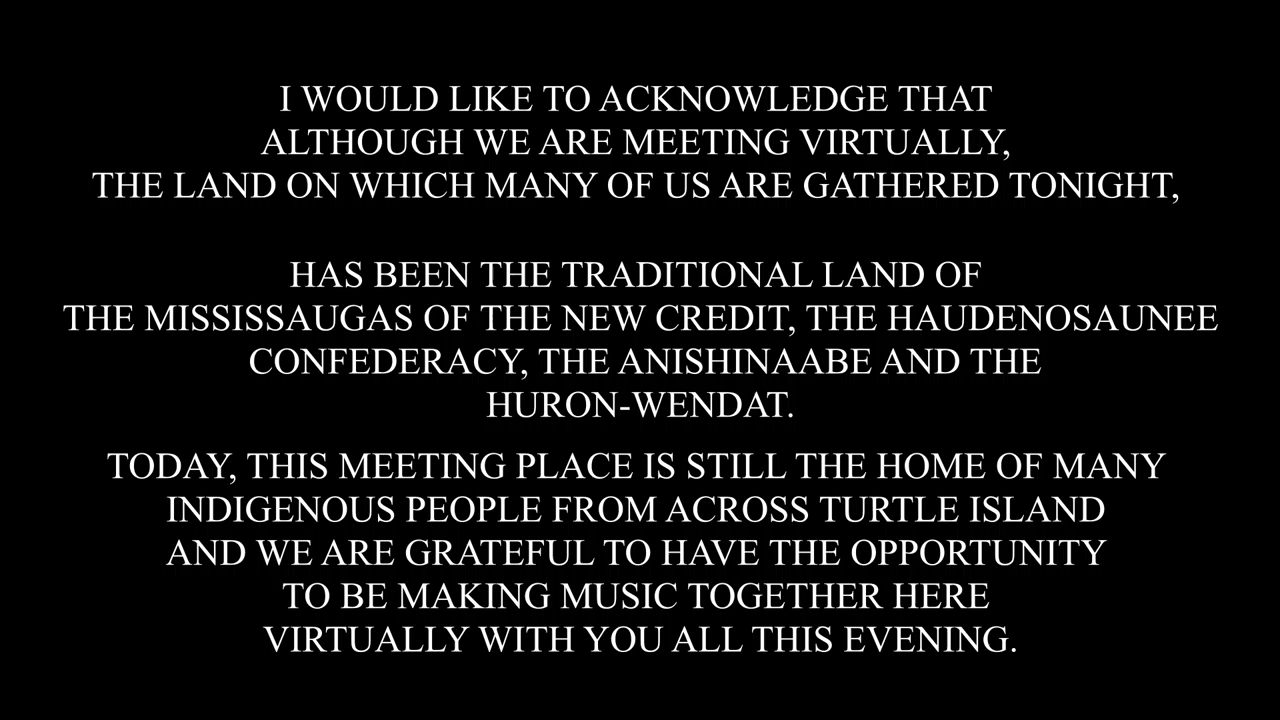 I WOULD LIKE TO ACKNOWLEDGE THAT
ALTHOUGH WE ARE MEETING VIRTUALLY,
THE LAND ON WHICH MANY OF US ARE GATHERED TONIGHT,
HAS BEEN THE TRADITIONAL LAND OF
THE MISSISSAUGAS OF THE NEW CREDIT, THE HAUDENOSAUNEE
CONFEDERACY, THE ANISHINAABE AND THE
HURON-WENDAT.
TODAY, THIS MEETING PLACE IS STILL THE HOME OF MANY
INDIGENOUS PEOPLE FROM ACROSS TURTLE ISLAND
AND WE ARE GRATEFUL TO HAVE THE OPPORTUNITY
TO BE MAKING MUSIC TOGETHER HERE
VIRTUALLY WITH YOU ALL THIS EVENING.